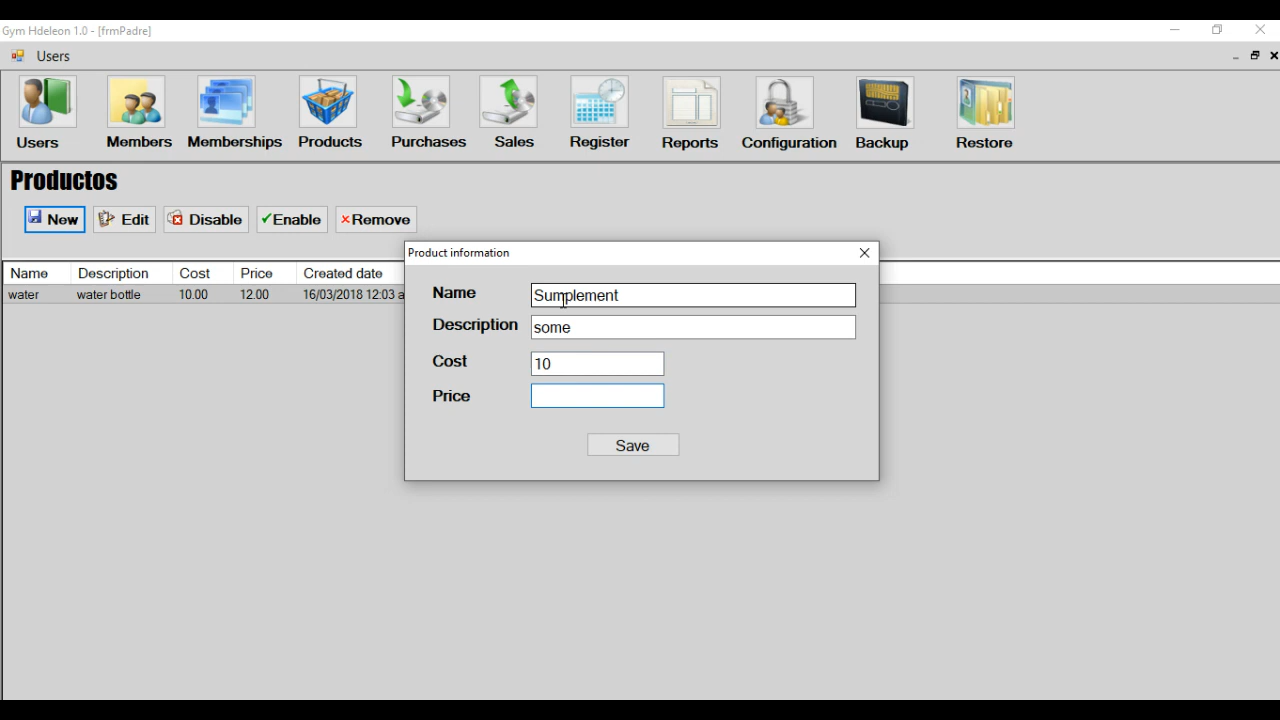 Gym Hdeleon 1.0 - [frmPadre]
Users
Users Members Memberships Products Purchases Sales Register Reports Configuration Backup Restore
Productos
New Edit Disable Enable Remove
Product information
Name Description Cost Price Created date
water water bottle 10.00 12.00 16/03/2018 12:03 a
Name Sumplement
Description some
Cost 10
Price
Save